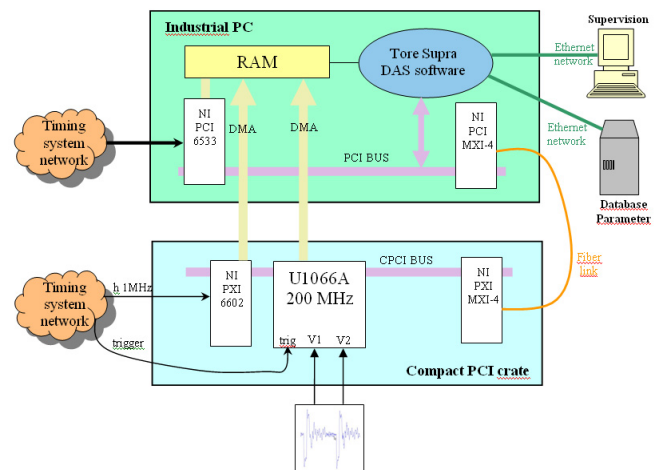 Industrial PC
Supervision
RAM
Tore Supra
DAS software
Ethernet
network
NI
PCI
6533
DMA
DMA
NI
PCI
MXI-4
Ethernet
network
Timing
system
network
PCI BUS
Database
Parameter
Fiber
link
Timing
system
network
h 1MHz
trigger
NI
PXI
6602
U1066A
200 MHz
trig
V1
V2
CPCI BUS
NI
PXI
MXI-4
Compact PCI crate